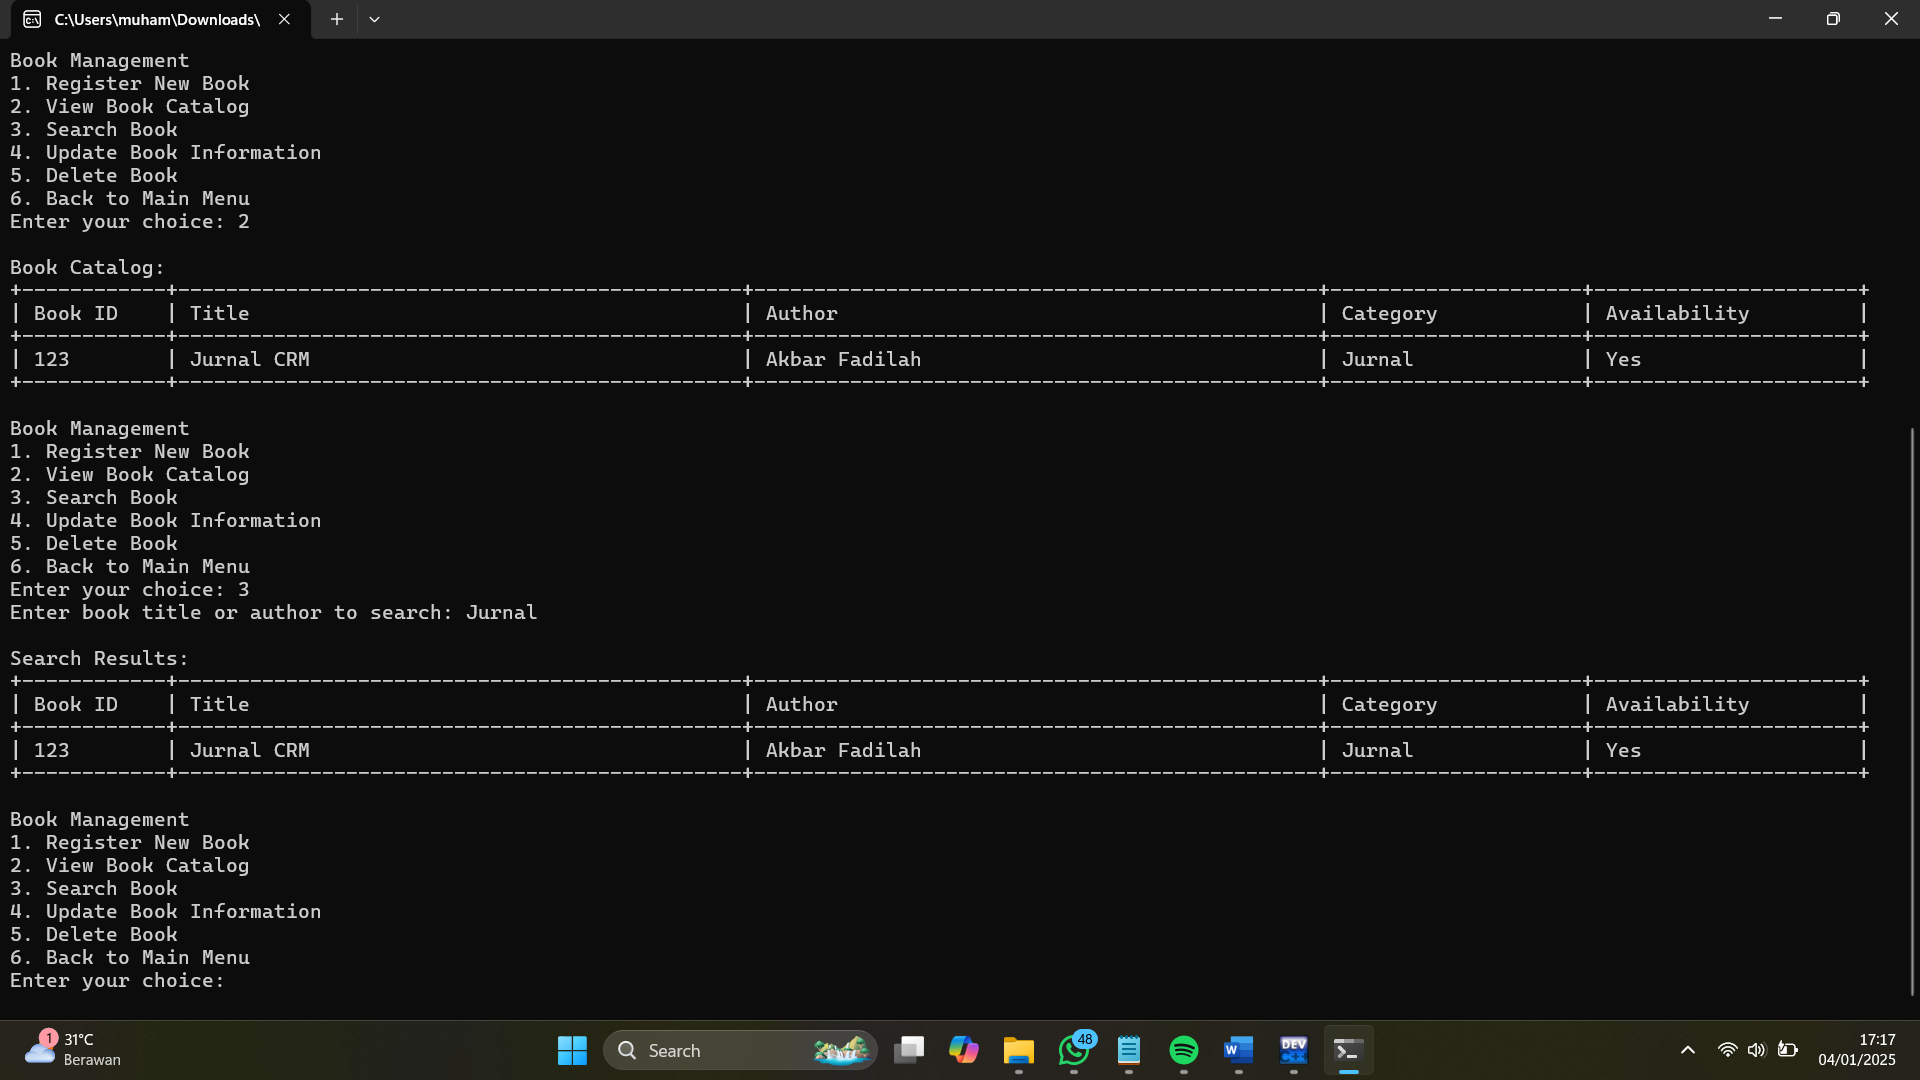 C:\Users\muham\Downloads\
Book Management
1. Register New Book
2. View Book Catalog
3. Search Book
4. Update Book Information
5. Delete Book
6. Back to Main Menu
Enter your choice: 2
Book Catalog:
+------------+-----------------------------------------------+-----------------------------------------------+---------------------+----------------------+
| Book ID | Title | Author | Category | Availability |
+------------+-----------------------------------------------+-----------------------------------------------+---------------------+----------------------+
| 123 | Jurnal CRM | Akbar Fadilah | Jurnal | Yes |
+------------+-----------------------------------------------+-----------------------------------------------+---------------------+----------------------+
Book Management
1. Register New Book
2. View Book Catalog
3. Search Book
4. Update Book Information
5. Delete Book
6. Back to Main Menu
Enter your choice: 3
Enter book title or author to search: Jurnal
Search Results:
+------------+-----------------------------------------------+-----------------------------------------------+---------------------+----------------------+
| Book ID | Title | Author | Category | Availability |
+------------+-----------------------------------------------+-----------------------------------------------+---------------------+----------------------+
| 123 | Jurnal CRM | Akbar Fadilah | Jurnal | Yes |
+------------+-----------------------------------------------+-----------------------------------------------+---------------------+----------------------+
Book Management
1. Register New Book
2. View Book Catalog
3. Search Book
4. Update Book Information
5. Delete Book
6. Back to Main Menu
Enter your choice:
1 31°C
Berawan
Search
48
W
DEV
17:17
04/01/2025